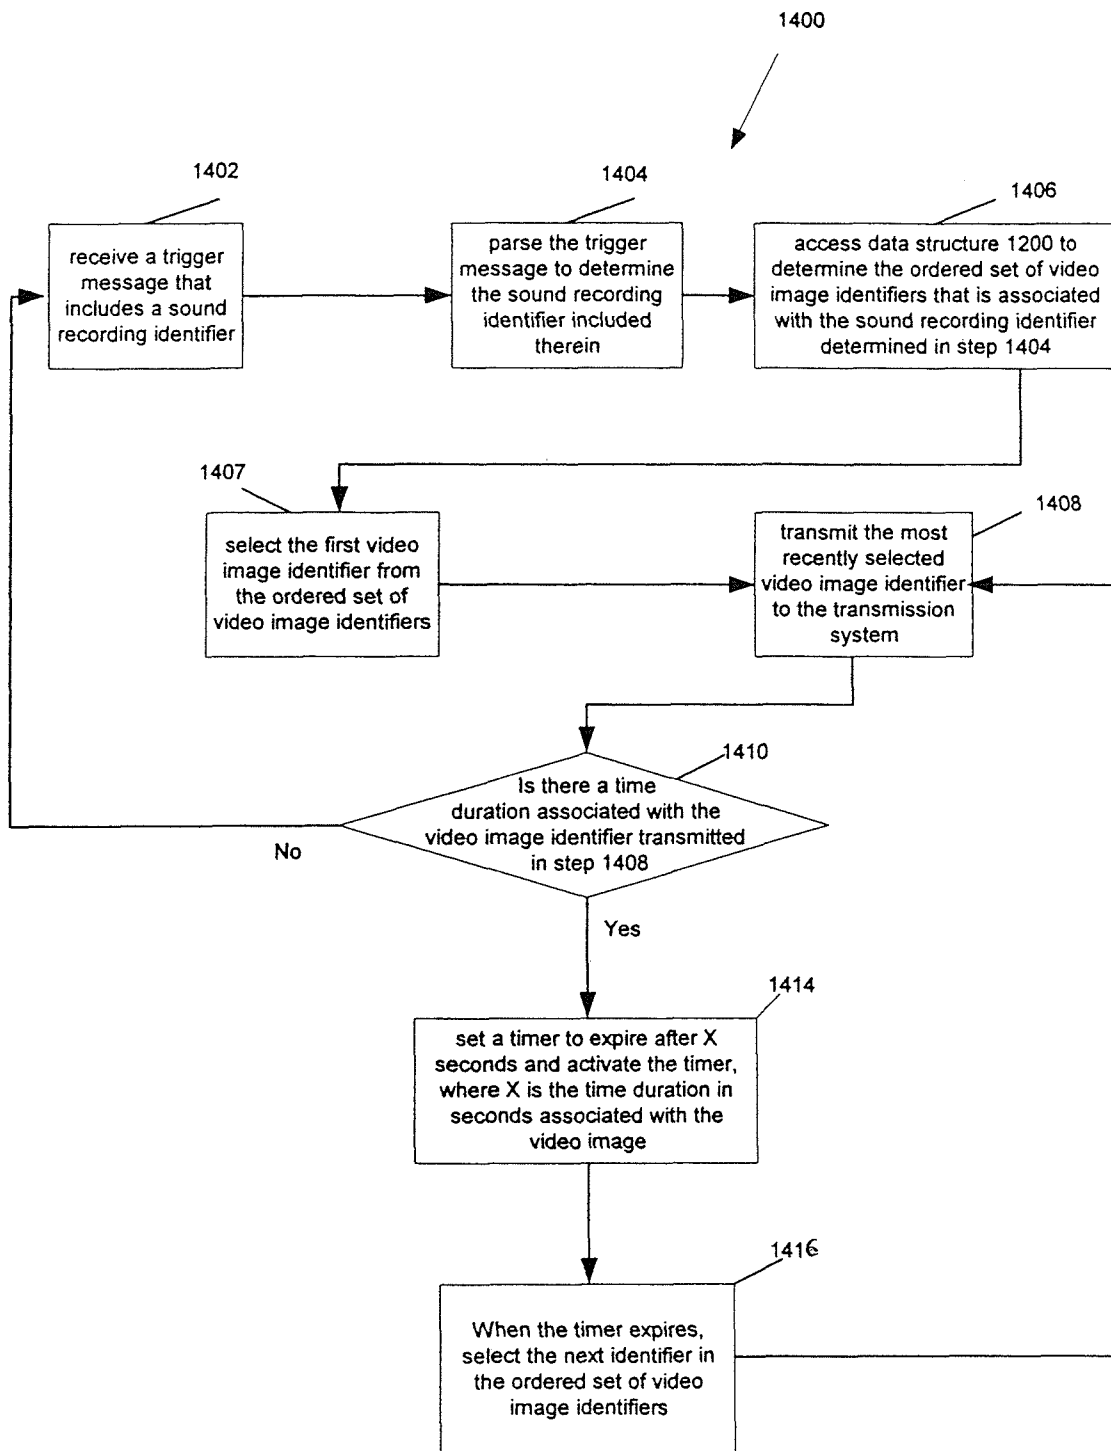 1400
1402
receive a trigger
message that
includes a sound
recording identifier
1404
parse the trigger
message to determine
the sound recording
identifier included
therein
1406
access data structure 1200 to
determine the ordered set of video
image identifiers that is associated
with the sound recording identifier
determined in step 1404
1407
select the first video
image identifier from
the ordered set of
video image identifiers
1408
transmit the most
recently selected
video image identifier
to the transmission
system
1410
Is there a time
duration associated with the
video image identifier transmitted
in step 1408
No
Yes
1414
set a timer to expire after X
seconds and activate the timer,
where X is the time duration in
seconds associated with the
video image
1416
When the timer expires,
select the next identifier in
the ordered set of video
image identifiers